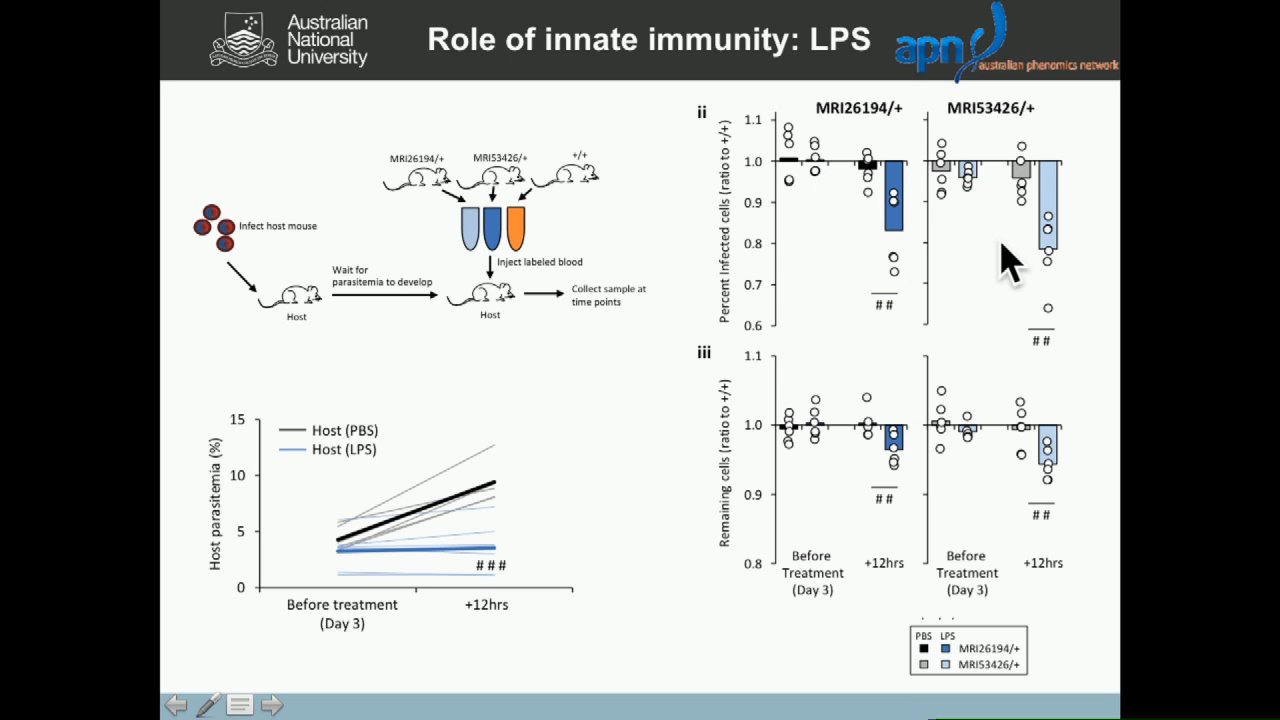 Australian
National
University
Role of innate immunity: LPS
apn
australian phenomics network
MRI26194/+
MRI53426/+
+/+
Infect host mouse
Inject labeled blood
Wait for
parasitemia to develop
Collect sample at
time points
Host
Host
Host parasitemia (%)
15
10
5
0
Host (PBS)
Host (LPS)
# # #
Before treatment
(Day 3)
+12hrs
ii
MRI26194/+
MRI53426/+
Percent Infected cells (ratio to +/+)
1.1
1.0
0.9
0.8
0.7
0.6
# #
# #
iii
Remaining cells (ratio to +/+)
1.1
1.0
0.9
0.8
# #
# #
Before
Treatment
(Day 3)
+12hrs
Before
Treatment
(Day 3)
+12hrs
PBS LPS
MRI26194/+
MRI53426/+